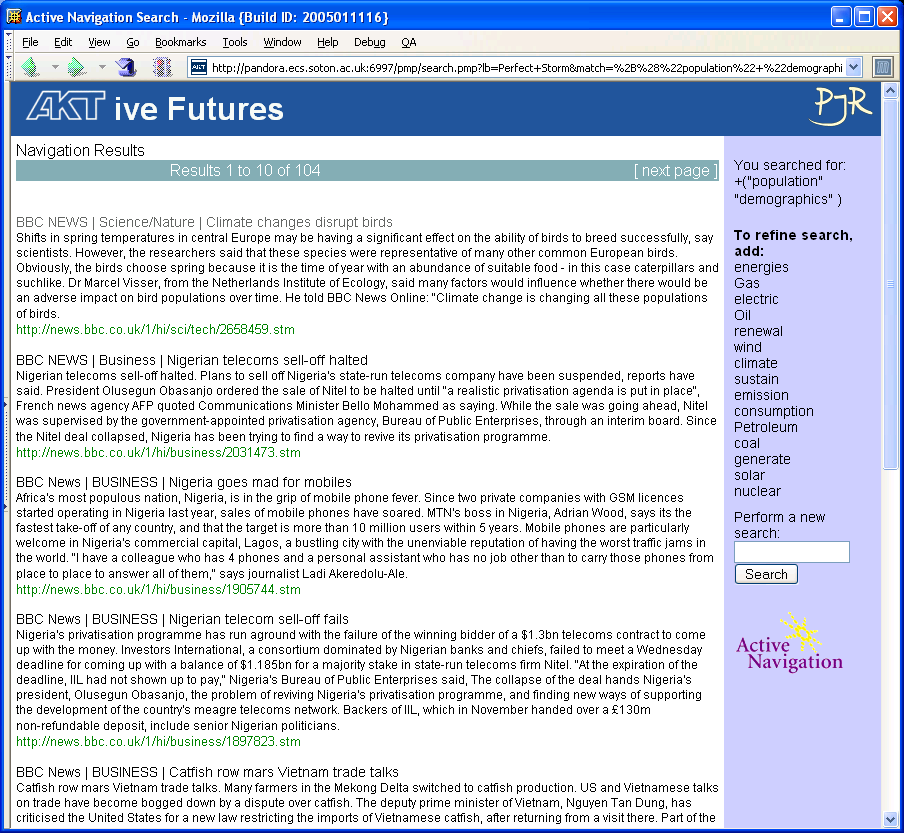 Active Navigation Search - Mozilla {Build ID: 2005011116}
File Edit View Go Bookmarks Tools Window Help Debug QA
AKT http://pandora.ecs.soton.ac.uk:6997/pmp/search.pmp?lb=Perfect+Storm&match=%2B%28%22population%22+%22demographi
AKT ive Futures
PJR
Navigation Results
Results 1 to 10 of 104 [ next page ]
BBC NEWS | Science/Nature | Climate changes disrupt birds
Shifts in spring temperatures in central Europe may be having a significant effect on the ability of birds to breed successfully, say
scientists. However, the researchers said that these species were representative of many other common European birds.
Obviously, the birds choose spring because it is the time of year with an abundance of suitable food - in this case caterpillars and
suchlike. Dr Marcel Visser, from the Netherlands Institute of Ecology, said many factors would influence whether there would be
an adverse impact on bird populations over time. He told BBC News Online: "Climate change is changing all these populations
of birds.
http://news.bbc.co.uk/1/hi/sci/tech/2658459.stm
BBC NEWS | Business | Nigerian telecoms sell-off halted
Nigerian telecoms sell-off halted. Plans to sell off Nigeria's state-run telecoms company have been suspended, reports have
said. President Olusegun Obasanjo ordered the sale of Nitel to be halted until "a realistic privatisation agenda is put in place",
French news agency AFP quoted Communications Minister Bello Mohammed as saying. While the sale was going ahead, Nitel
was supervised by the government-appointed privatisation agency, Bureau of Public Enterprises, through an interim board. Since
the Nitel deal collapsed, Nigeria has been trying to find a way to revive its privatisation programme.
http://news.bbc.co.uk/1/hi/business/2031473.stm
BBC News | BUSINESS | Nigeria goes mad for mobiles
Africa's most populous nation, Nigeria, is in the grip of mobile phone fever. Since two private companies with GSM licences
started operating in Nigeria last year, sales of mobile phones have soared. MTN's boss in Nigeria, Adrian Wood, says its the
fastest take-off of any country, and that the target is more than 10 million users within 5 years. Mobile phones are particularly
welcome in Nigeria's commercial capital, Lagos, a bustling city with the unenviable reputation of having the worst traffic jams in
the world. "I have a colleague who has 4 phones and a personal assistant who has no job other than to carry those phones from
place to place to answer all of them," says journalist Ladi Akeredolu-Ale.
http://news.bbc.co.uk/1/hi/business/1905744.stm
BBC News | BUSINESS | Nigerian telecom sell-off fails
Nigeria's privatisation programme has run aground with the failure of the winning bidder of a $1.3bn telecoms contract to come
up with the money. Investors International, a consortium dominated by Nigerian banks and chiefs, failed to meet a Wednesday
deadline for coming up with a balance of $1.185bn for a majority stake in state-run telecoms firm Nitel. "At the expiration of the
deadline, IIL had not shown up to pay," Nigeria's Bureau of Public Enterprises said, The collapse of the deal hands Nigeria's
president, Olusegun Obasanjo, the problem of reviving Nigeria's privatisation programme, and finding new ways of supporting
the development of the country's meagre telecoms network. Backers of IIL, which in November handed over a £130m
non-refundable deposit, include senior Nigerian politicians.
http://news.bbc.co.uk/1/hi/business/1897823.stm
BBC News | BUSINESS | Catfish row mars Vietnam trade talks
Catfish row mars Vietnam trade talks. Many farmers in the Mekong Delta switched to catfish production. US and Vietnamese talks
on trade have become bogged down by a dispute over catfish. The deputy prime minister of Vietnam, Nguyen Tan Dung, has
criticised the United States for a new law restricting the imports of Vietnamese catfish, after returning from a visit there. Part of the
You searched for:
+("population"
"demographics" )
To refine search,
add:
energies
Gas
electric
Oil
renewal
wind
climate
sustain
emission
consumption
Petroleum
coal
generate
solar
nuclear
Perform a new
search:
Search
Active
Navigation